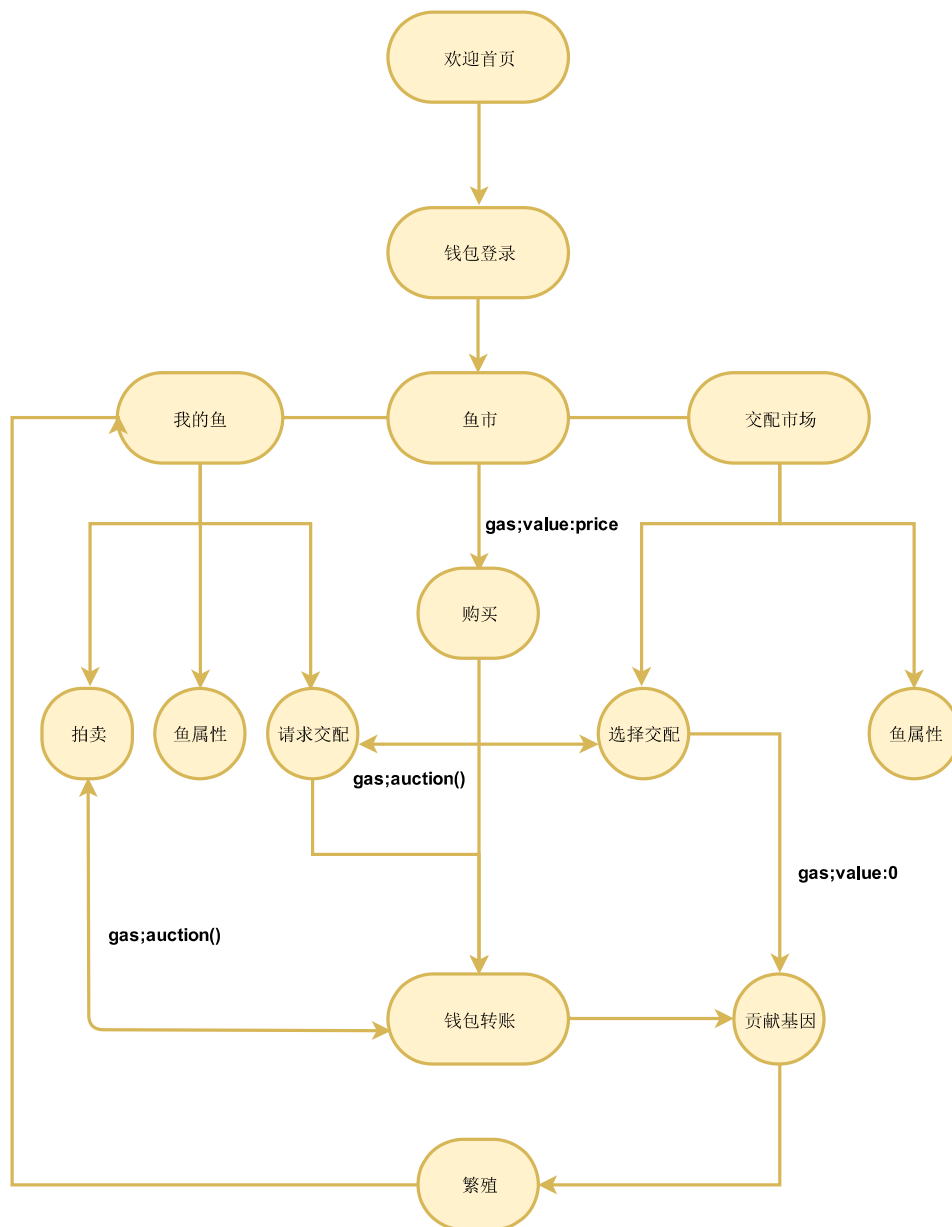 欢迎首页
钱包登录
我的鱼
鱼市
交配市场
gas;value:price
购买
拍卖
鱼属性
请求交配
选择交配
鱼属性
gas;auction()
gas;value:0
gas;auction()
钱包转账
贡献基因
繁殖